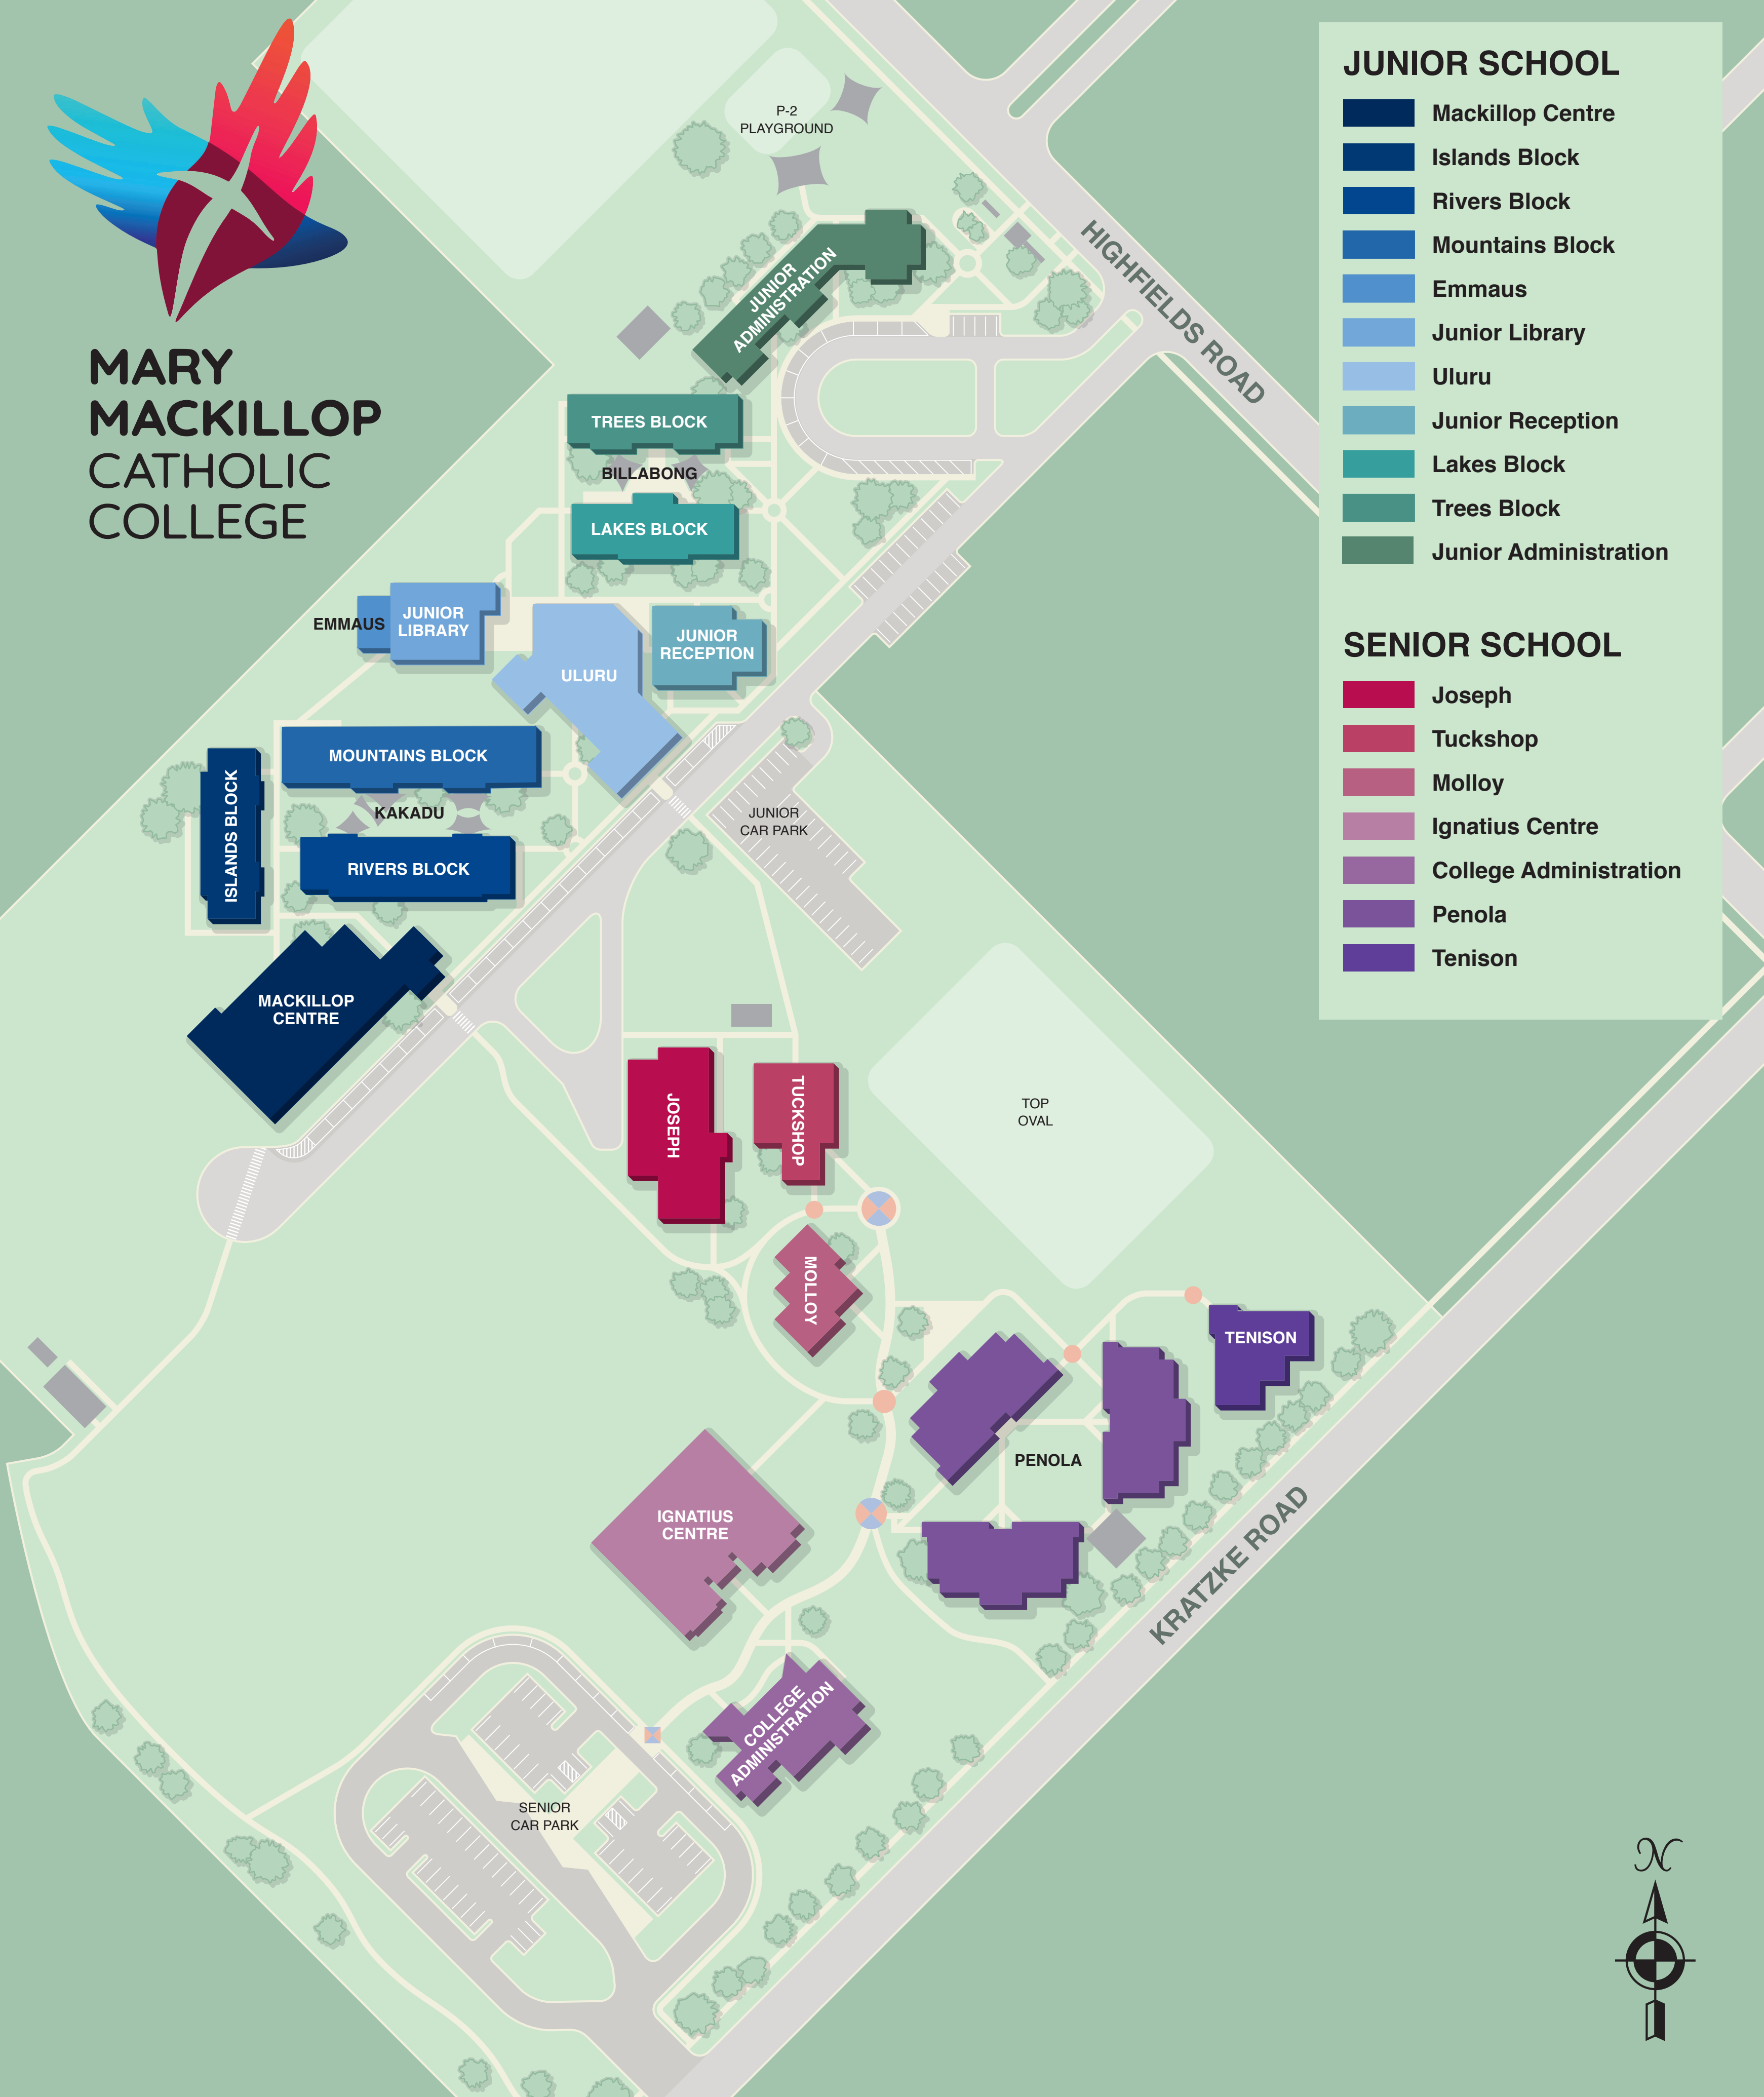 MARY
MACKILLOP
CATHOLIC
COLLEGE
JUNIOR SCHOOL
Mackillop Centre
Islands Block
Rivers Block
Mountains Block
Emmaus
Junior Library
Uluru
Junior Reception
Lakes Block
Trees Block
Junior Administration
SENIOR SCHOOL
Joseph
Tuckshop
Molloy
Ignatius Centre
College Administration
Penola
Tenison
P-2
PLAYGROUND
HIGHFIELDS ROAD
JUNIOR
ADMINISTRATION
TREES BLOCK
BILLABONG
LAKES BLOCK
EMMAUS
JUNIOR
LIBRARY
ULURU
JUNIOR
RECEPTION
MOUNTAINS BLOCK
ISLANDS BLOCK
KAKADU
RIVERS BLOCK
JUNIOR
CAR PARK
MACKILLOP
CENTRE
JOSEPH
TUCKSHOP
TOP
OVAL
MOLLOY
TENISON
PENOLA
IGNATIUS
CENTRE
KRATZKE ROAD
COLLEGE
ADMINISTRATION
SENIOR
CAR PARK
N